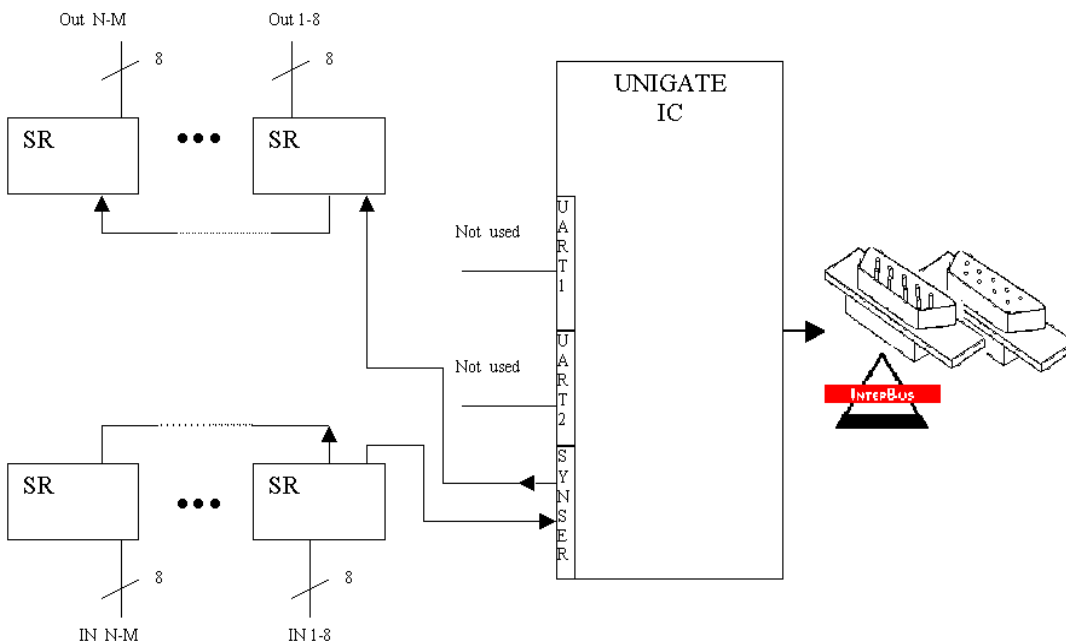 Out N-M
Out 1-8
8
8
SR
SR
UNIGATE
IC
Not used
UART1
Not used
UART2
SYNSER
INTERBUS
SR
SR
8
8
IN N-M
IN 1-8